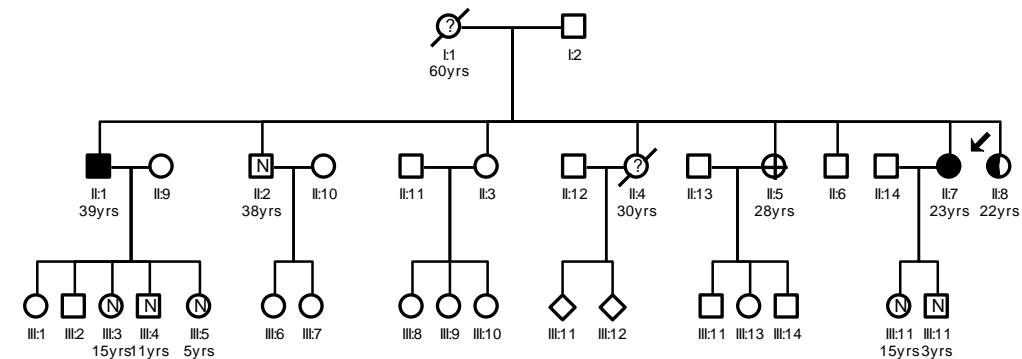 ?
I:1 I:2
60yrs
N ? 
II:1 II:9 II:2 II:10 II:11 II:3 II:12 II:4 II:13 II:5 II:6 II:14 II:7 II:8
39yrs 38yrs 30yrs 28yrs 23yrs 22yrs
N N N N N
III:1 III:2 III:3 III:4 III:5 III:6 III:7 III:8 III:9 III:10 III:11 III:12 III:11 III:13 III:14 III:11 III:11
15yrs 11yrs 5yrs 15yrs 3yrs